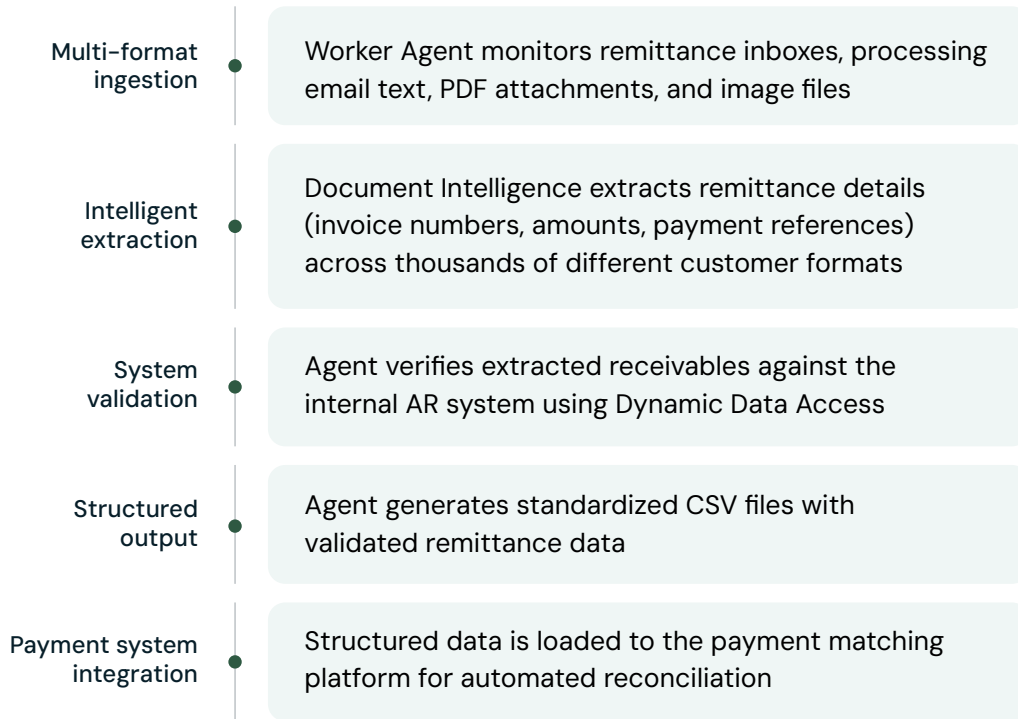 Multi-format
ingestion
Worker Agent monitors remittance inboxes, processing
email text, PDF attachments, and image files
Intelligent
extraction
Document Intelligence extracts remittance details
(invoice numbers, amounts, payment references)
across thousands of different customer formats
System
validation
Agent verifies extracted receivables against the
internal AR system using Dynamic Data Access
Structured
output
Agent generates standardized CSV files with
validated remittance data
Payment system
integration
Structured data is loaded to the payment matching
platform for automated reconciliation